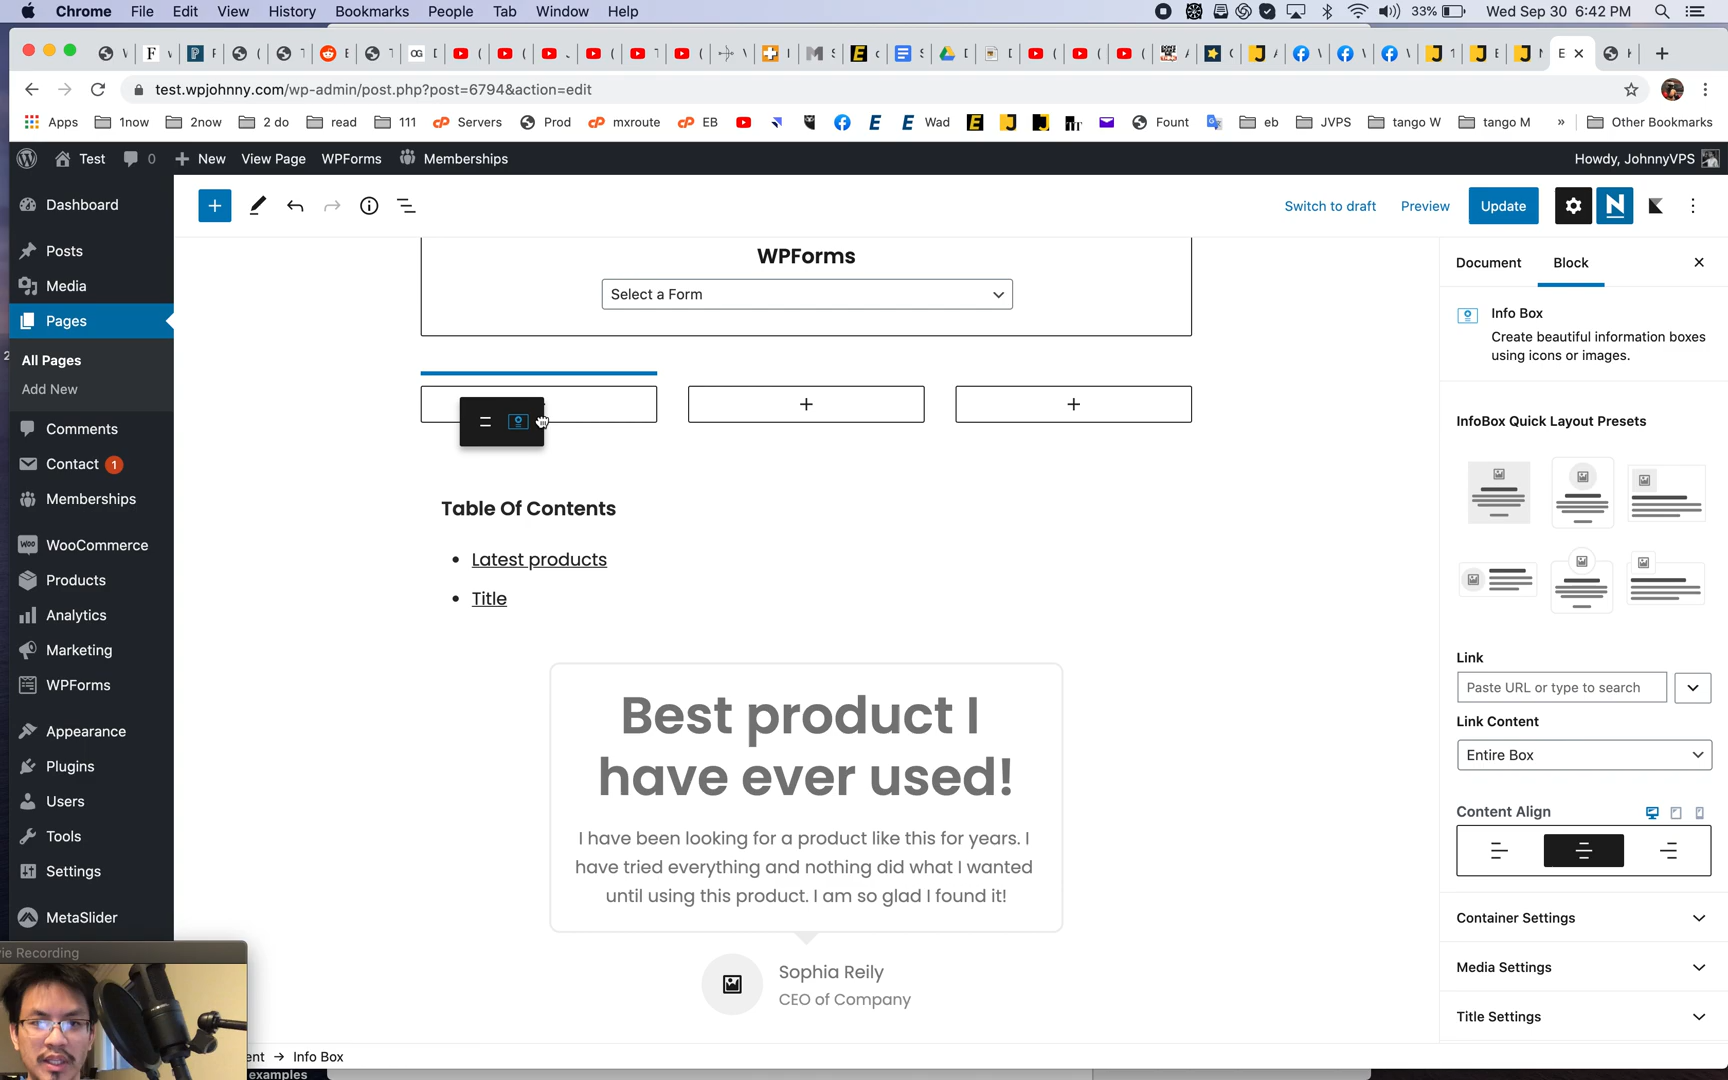 Chrome File Edit View History Bookmarks People Tab Window Help
33% Wed Sep 30 6:42 PM
test.wpjohnny.com/wp-admin/post.php?post=6794&action=edit
Apps 1now 2now 2 do read 111 Servers Prod mxroute EB Wad Fount eb JVPS tango W tango M » Other Bookmarks
Test 0 New View Page WPForms Memberships
Howdy, JohnnyVPS
Dashboard
Posts
Media
Pages
All Pages
Add New
Comments
Contact 1
Memberships
WooCommerce
Products
Analytics
Marketing
WPForms
Appearance
Plugins
Users
Tools
Settings
MetaSlider
Switch to draft Preview Update
WPForms
Select a Form
Table Of Contents
• Latest products
• Title
Best product I
have ever used!
I have been looking for a product like this for years. I
have tried everything and nothing did what I wanted
until using this product. I am so glad I found it!
Sophia Reily
CEO of Company
Document Block
Info Box
Create beautiful information boxes
using icons or images.
InfoBox Quick Layout Presets
Link
Paste URL or type to search
Link Content
Entire Box
Content Align
Container Settings
Media Settings
Title Settings
ie Recording
ent → Info Box
examples